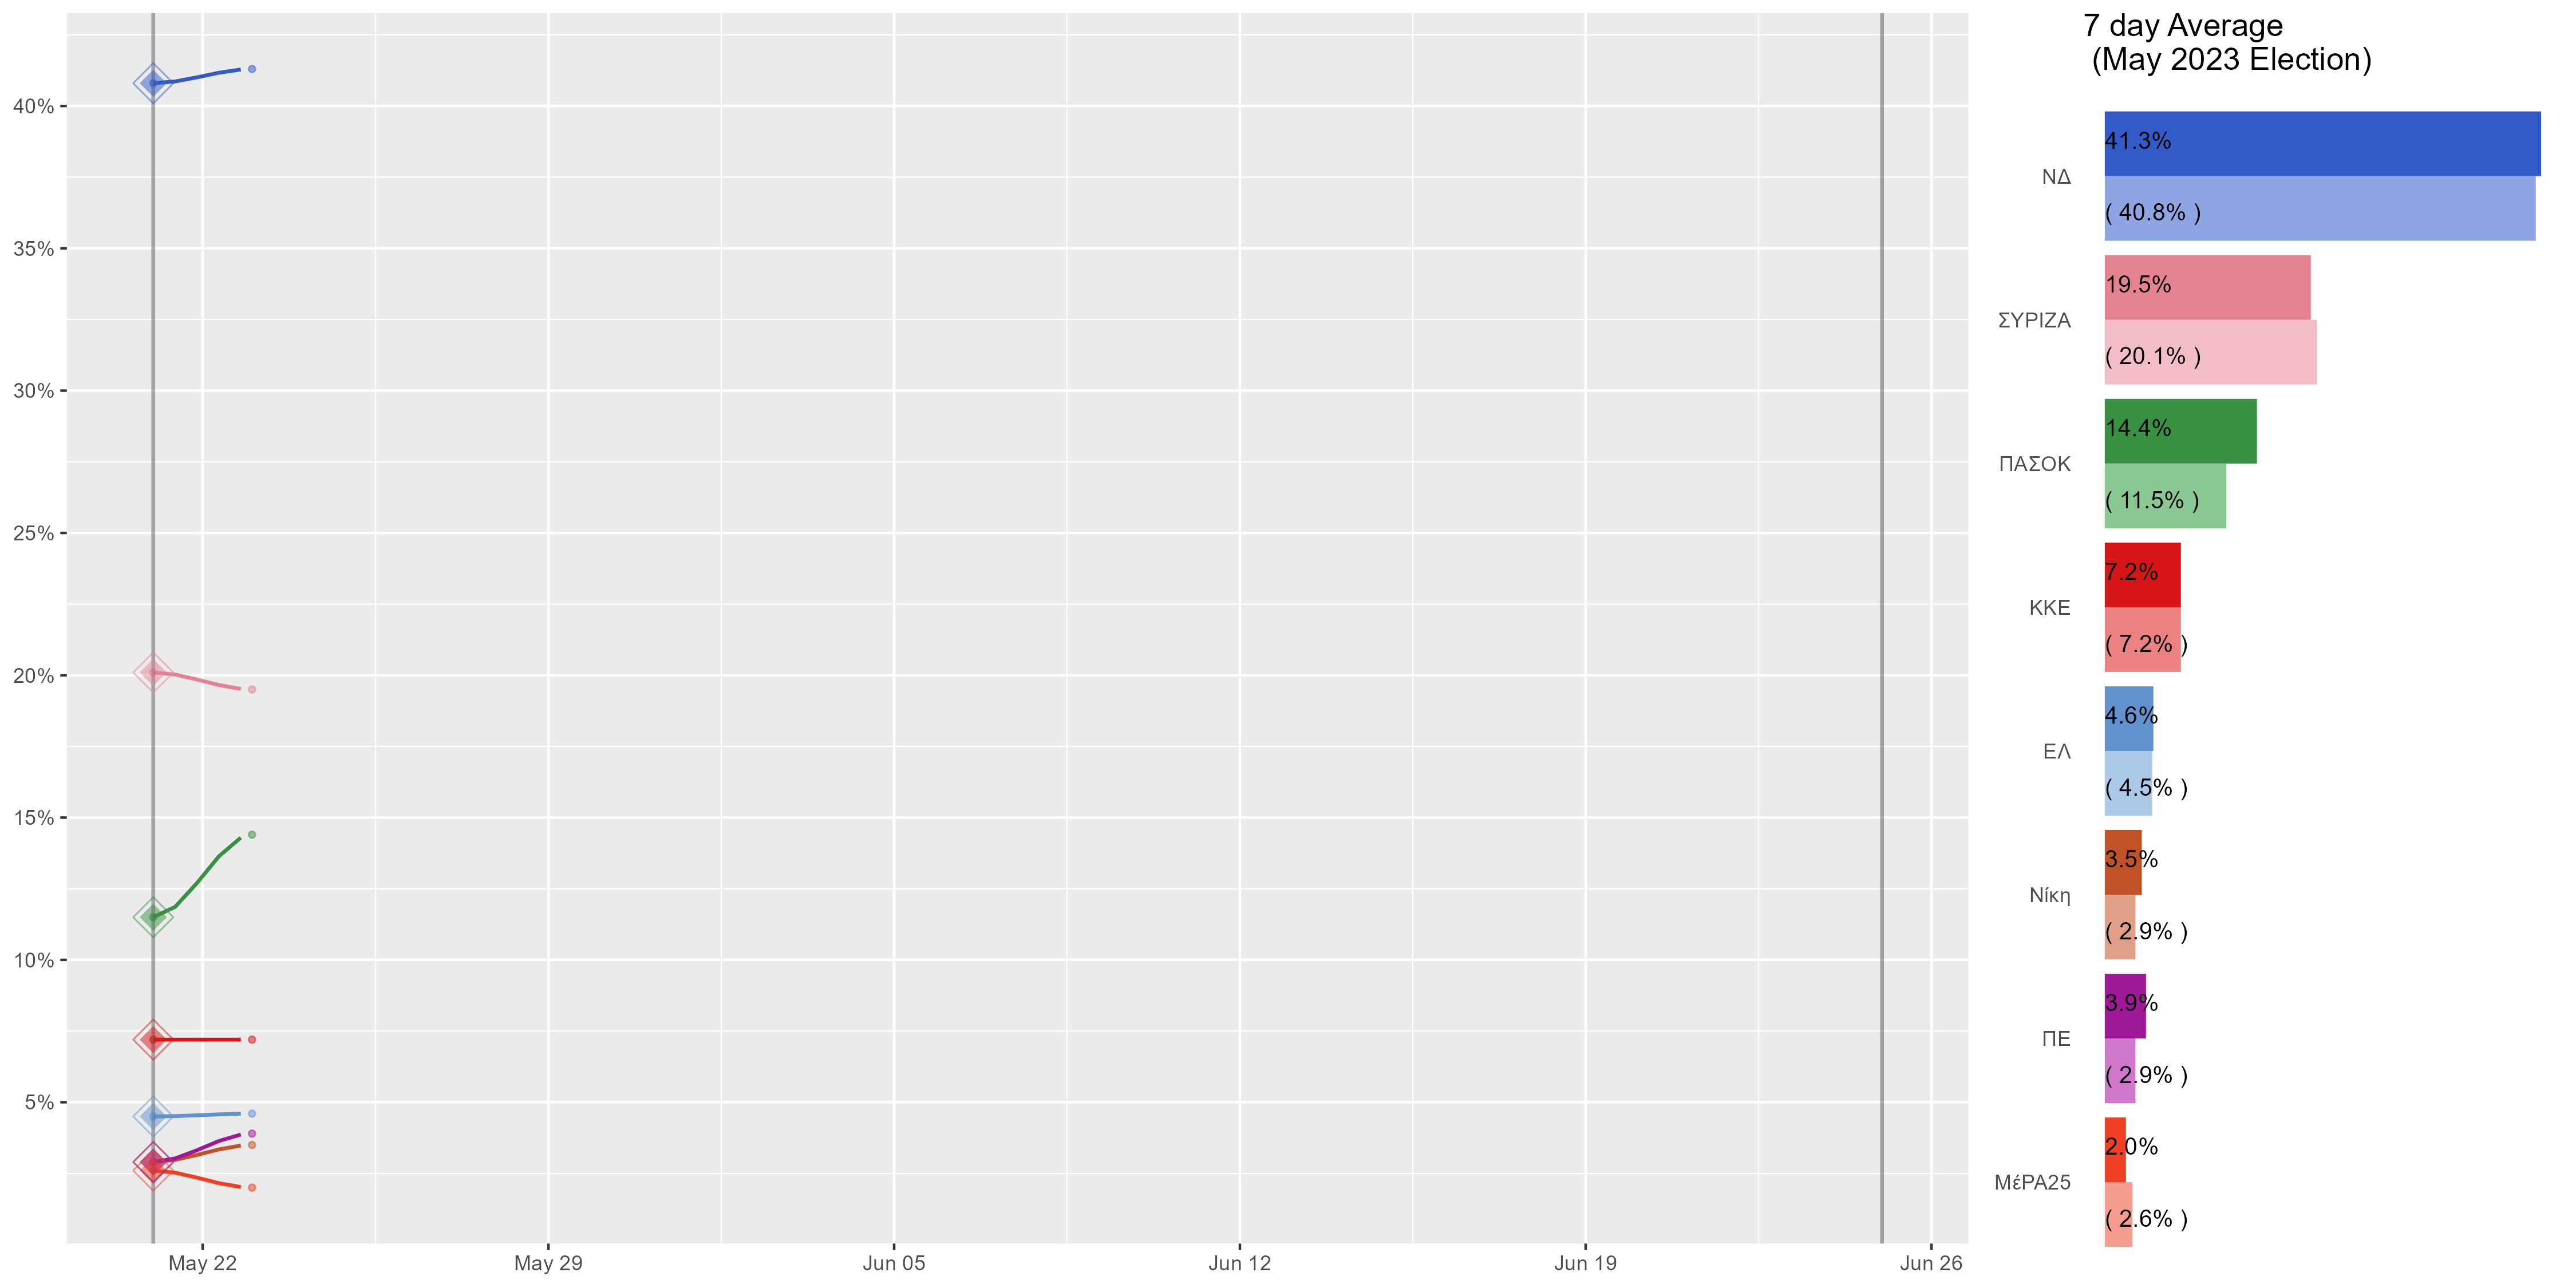 7 day Average
(May 2023 Election)
40%
35%
30%
25%
20%
15%
10%
5%
May 22
May 29
Jun 05
Jun 12
Jun 19
Jun 26
ΝΔ
41.3%
( 40.8% )
ΣΥΡΙΖΑ
19.5%
( 20.1% )
ΠΑΣΟΚ
14.4%
( 11.5% )
ΚΚΕ
7.2%
( 7.2% )
ΕΛ
4.6%
( 4.5% )
Νίκη
3.5%
( 2.9% )
ΠΕ
3.9%
( 2.9% )
ΜέΡΑ25
2.0%
( 2.6% )